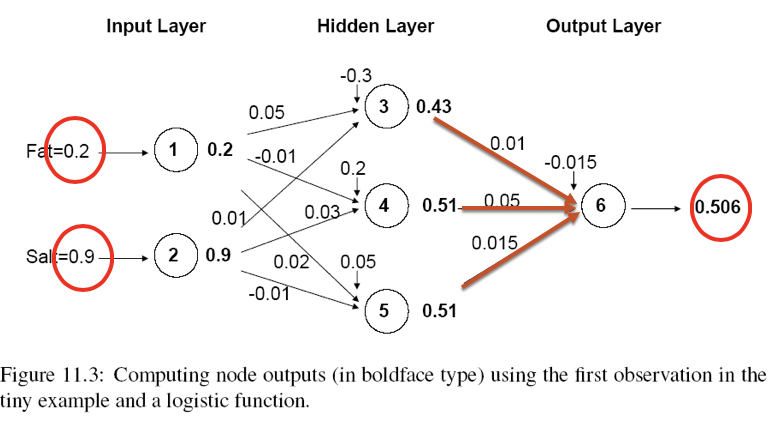 Input Layer Hidden Layer Output Layer
-0.3
0.05 3 0.43
Fat=0.2 1 0.2 -0.01 0.01 -0.015
0.2
0.01 0.03 4 0.51 0.05 6 0.506
Salt=0.9 2 0.9 0.02 0.05 0.015
-0.01 5 0.51
Figure 11.3: Computing node outputs (in boldface type) using the first observation in the
tiny example and a logistic function.